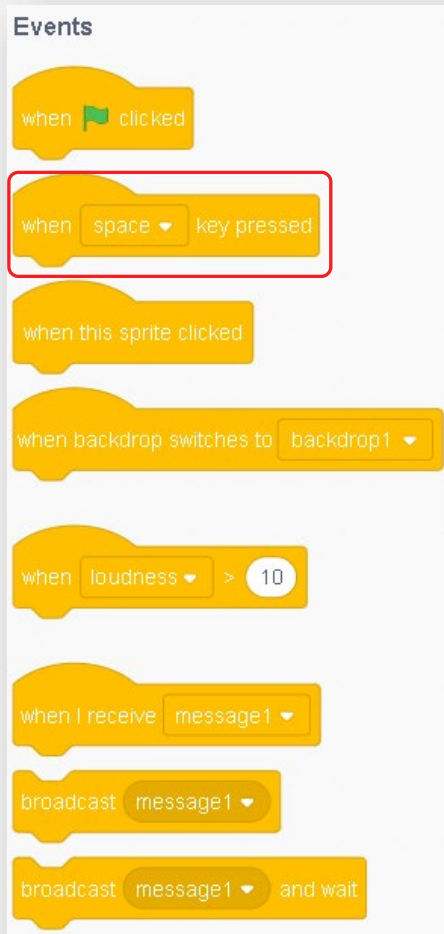 Events
when clicked
when space key pressed
when this sprite clicked
when backdrop switches to backdrop1
when loudness > 10
when I receive message1
broadcast message1
broadcast message1 and wait